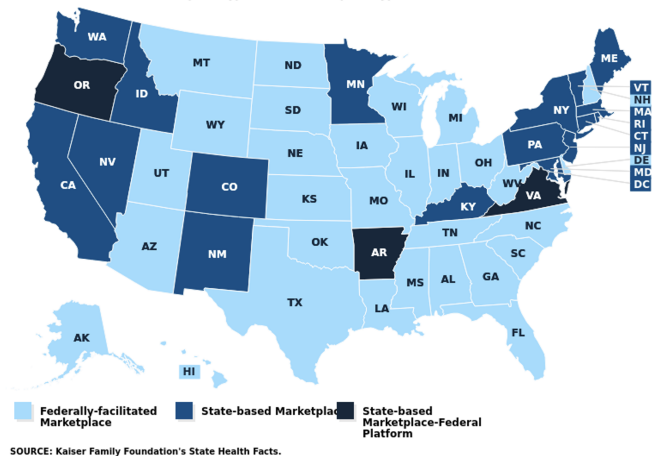 WA
ME
MT
ND
MN
VT
OR
ID
NH
SD
WI
NY
MA
WY
MI
RI
CT
IA
PA
NJ
NE
NV
OH
DE
UT
IL
IN
MD
CO
WV
DC
CA
KS
MO
KY
VA
NC
TN
AZ
NM
OK
AR
SC
MS
AL
GA
TX
LA
FL
AK
HI
Federally-facilitated
Marketplace
State-based Marketplac
State-based
Marketplace-Federal
Platform
SOURCE: Kaiser Family Foundation's State Health Facts.